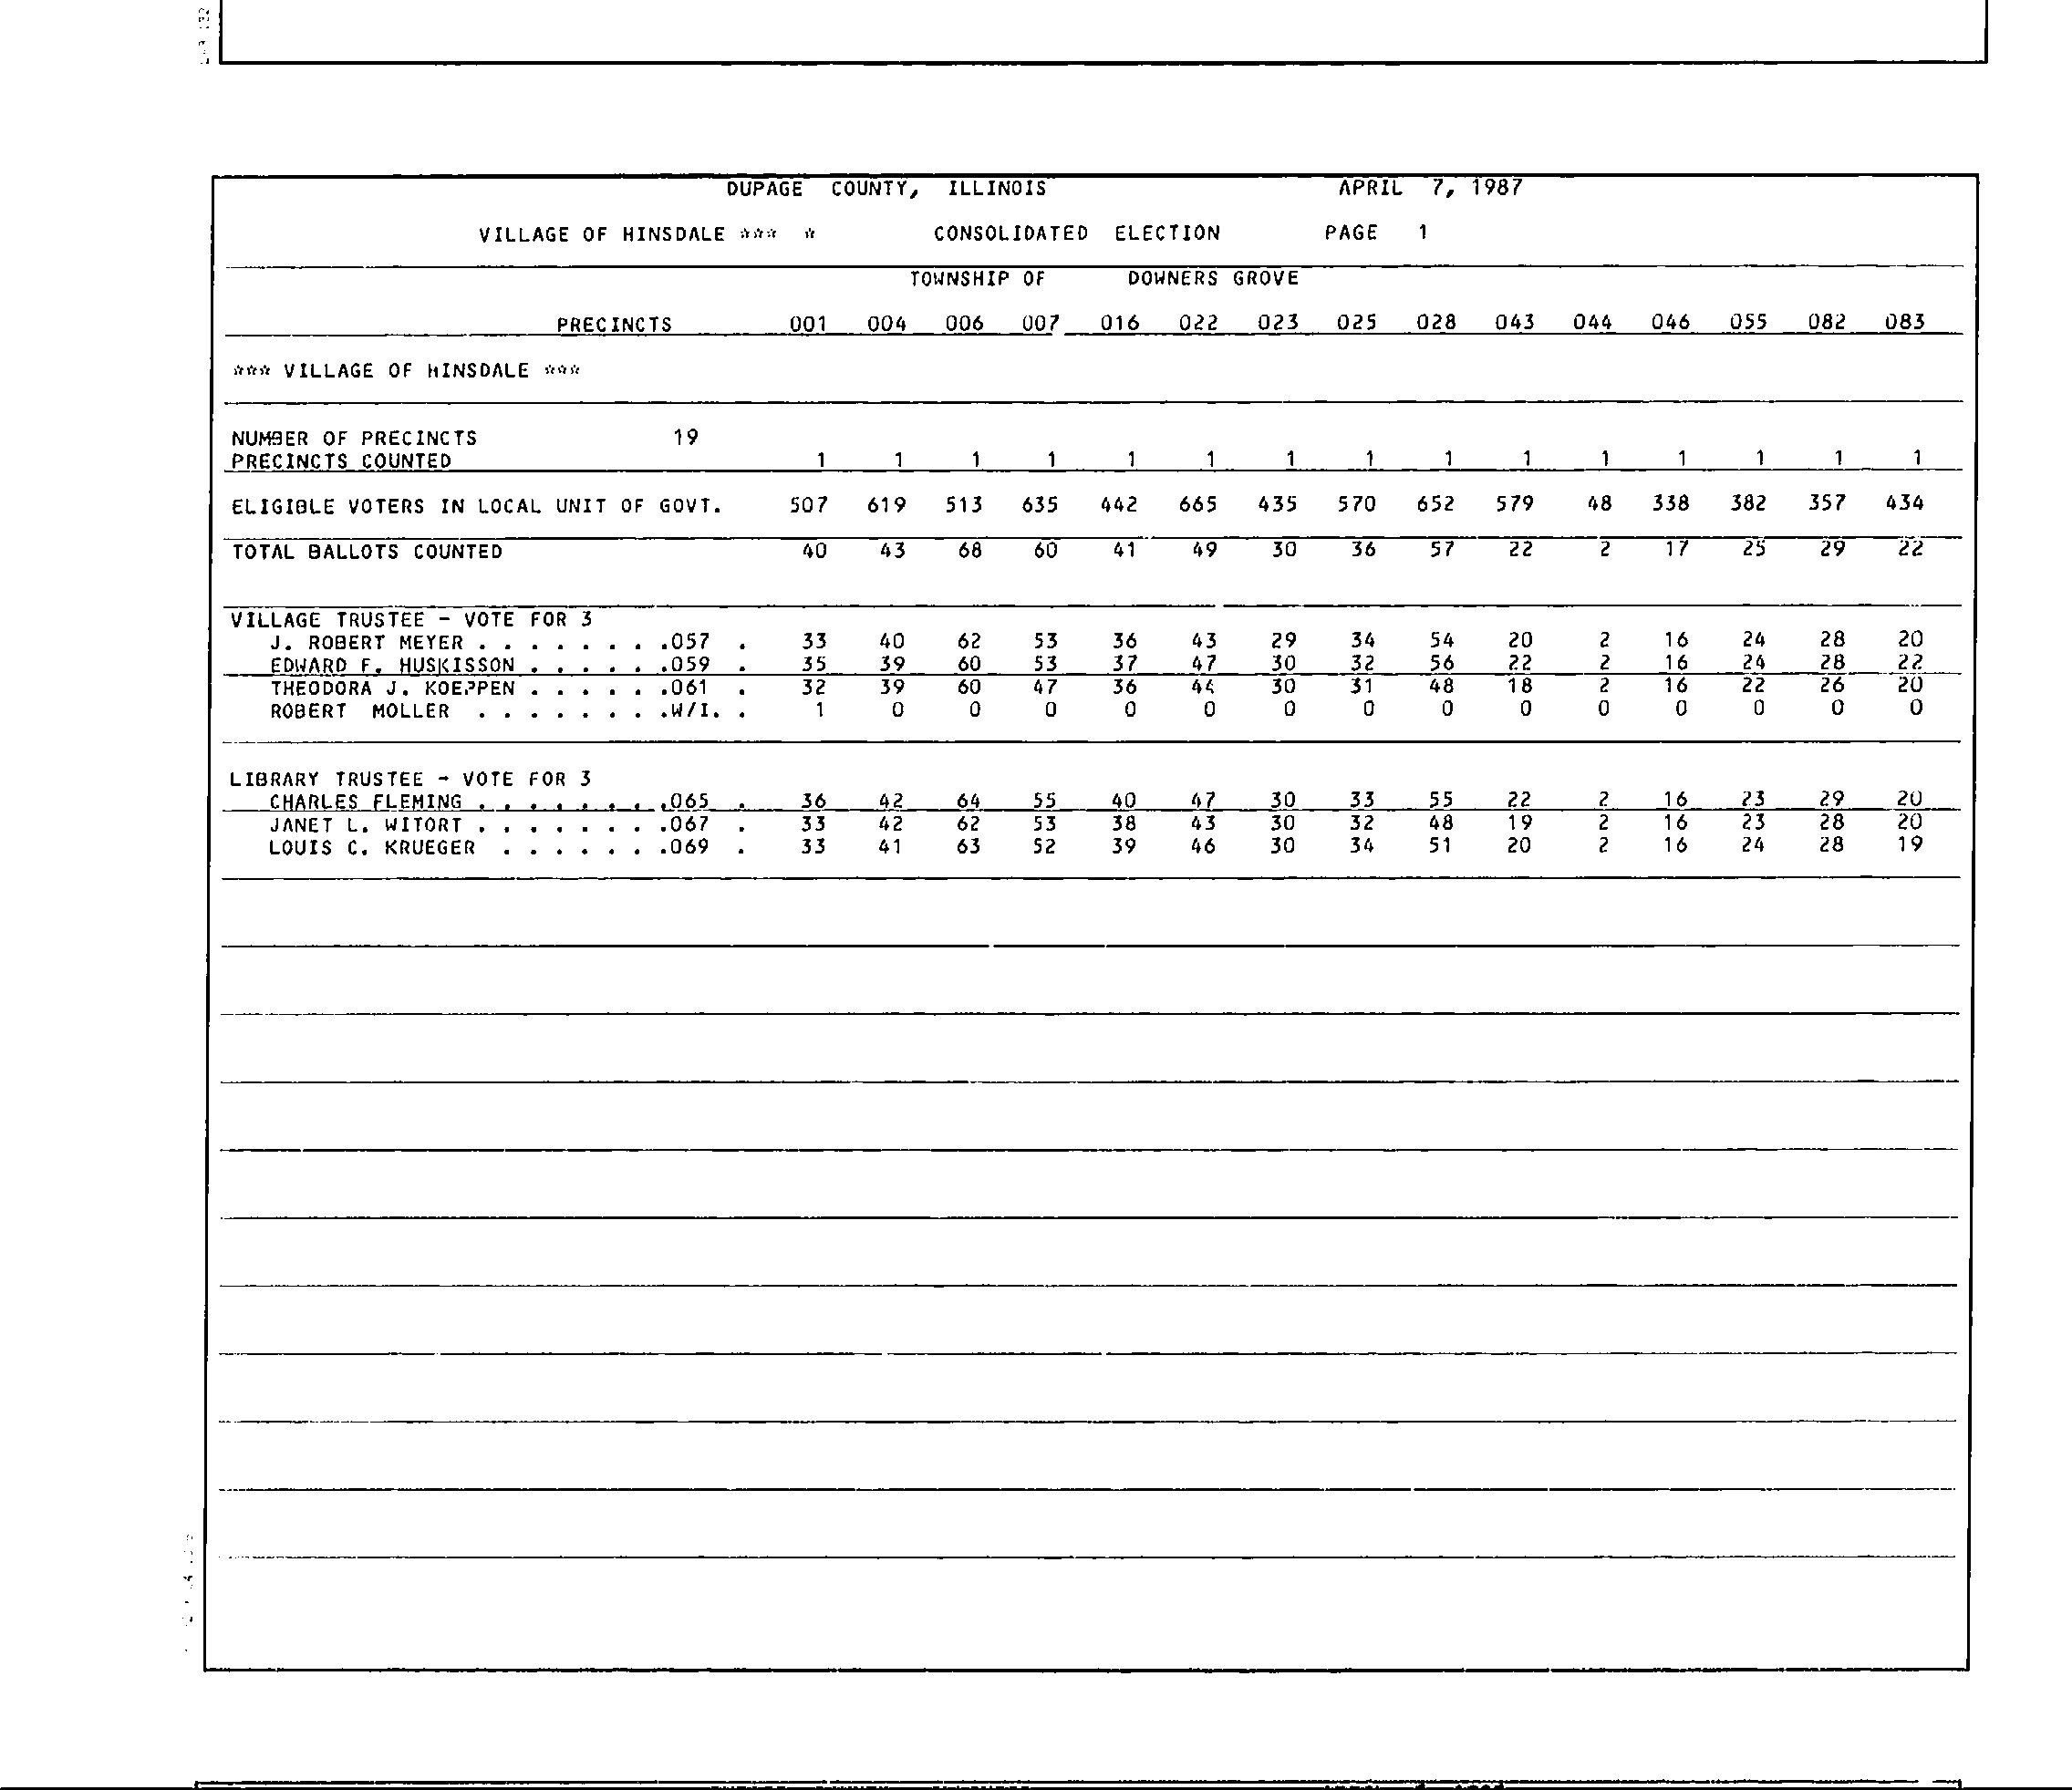 DUPAGE COUNTY, ILLINOIS APRIL 7, 1987
VILLAGE OF HINSDALE *** * CONSOLIDATED ELECTION PAGE 1
TOWNSHIP OF DOWNERS GROVE
PRECINCTS 001 004 006 007 016 022 023 025 028 043 044 046 055 082 083
*** VILLAGE OF HINSDALE ***
NUMBER OF PRECINCTS 19
PRECINCTS COUNTED 1 1 1 1 1 1 1 1 1 1 1 1 1 1 1
ELIGIBLE VOTERS IN LOCAL UNIT OF GOVT. 507 619 513 635 442 665 435 570 652 579 48 338 382 357 434
TOTAL BALLOTS COUNTED 40 43 68 60 41 49 30 36 57 22 2 17 25 29 22
VILLAGE TRUSTEE - VOTE FOR 3
J. ROBERT MEYER . . . . . . . .057 . 33 40 62 53 36 43 29 34 54 20 2 16 24 28 20
EDWARD F. HUSKISSON . . . . . .059 . 35 39 60 53 37 47 30 32 56 22 2 16 24 28 22
THEODORA J. KOEPPEN . . . . . .061 . 32 39 60 47 36 44 30 31 48 18 2 16 22 26 20
ROBERT MOLLER . . . . . . . .W/I. . 1 0 0 0 0 0 0 0 0 0 0 0 0 0 0
LIBRARY TRUSTEE - VOTE FOR 3
CHARLES FLEMING . . . . . . . .065 . 36 42 64 55 40 47 30 33 55 22 2 16 23 29 20
JANET L. WITORT . . . . . . . .067 . 33 42 62 53 38 43 30 32 48 19 2 16 23 28 20
LOUIS C. KRUEGER . . . . . . .069 . 33 41 63 52 39 46 30 34 51 20 2 16 24 28 19